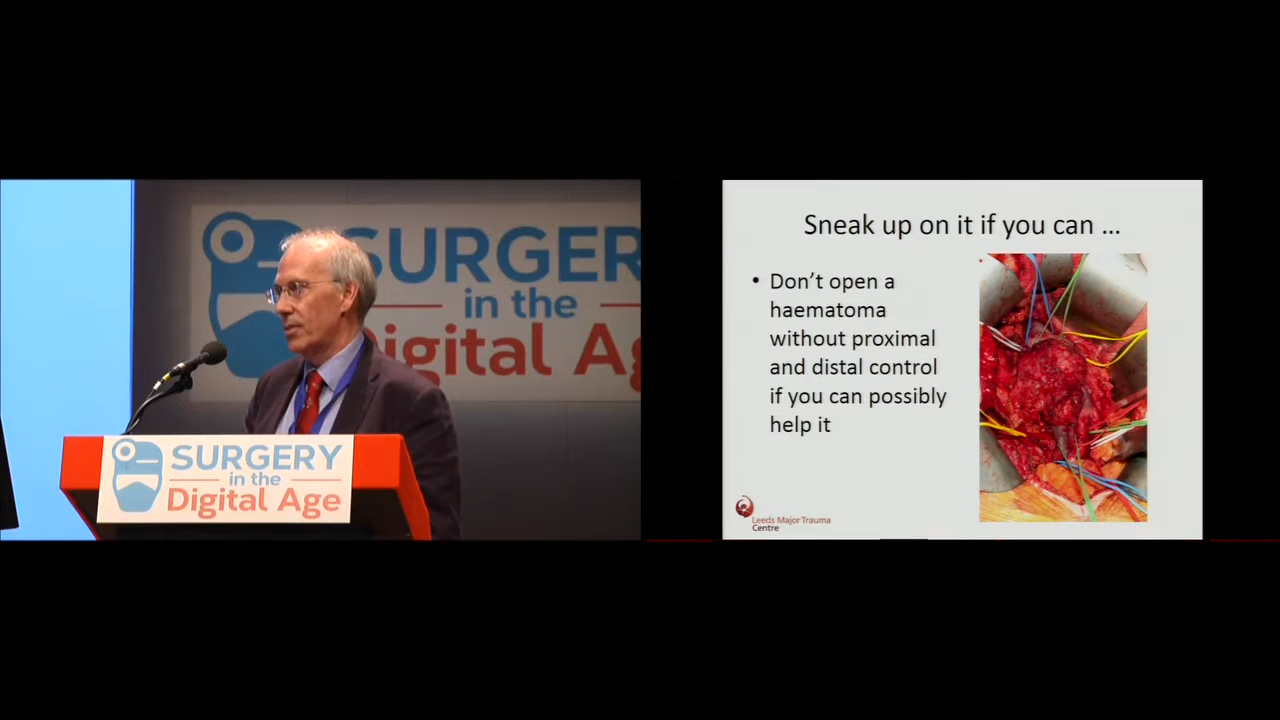 SURGERY
in the
Digital Age
SURGERY
in the
Digital Age
Sneak up on it if you can ...
• Don’t open a
haematoma
without proximal
and distal control
if you can possibly
help it
Leeds Major Trauma
Centre